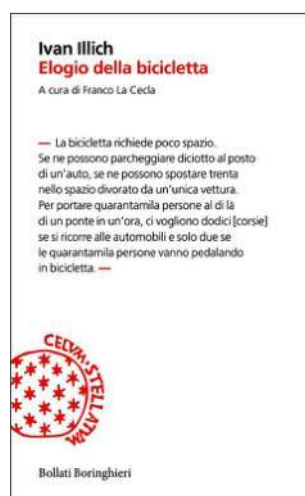 Ivan Illich
Elogio della bicicletta
A cura di Franco La Cecla
— La bicicletta richiede poco spazio.
Se ne possono parcheggiare diciotto al posto
di un'auto, se ne possono spostare trenta
nello spazio divorato da un'unica vettura.
Per portare quarantamila persone al di là
di un ponte in un'ora, ci vogliono dodici [corsie]
se si ricorre alle automobili e solo due se
le quarantamila persone vanno pedalando
in bicicletta. —
CELVM·STELLATVM
Bollati Boringhieri